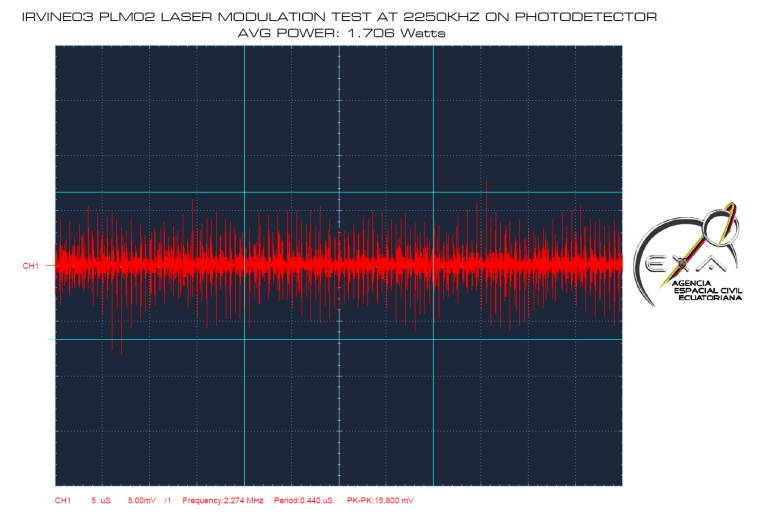 IRVINE03 PLM02 LASER MODULATION TEST AT 2250KHZ ON PHOTODETECTOR
AVG POWER: 1.706 Watts
CH1
EXA
AGENCIA
ESPACIAL CIVIL
ECUATORIANA
CH1 5 uS 5.00mV /1 Frequency:2.274 MHz Period:0.440 uS PK-PK:15.800 mV